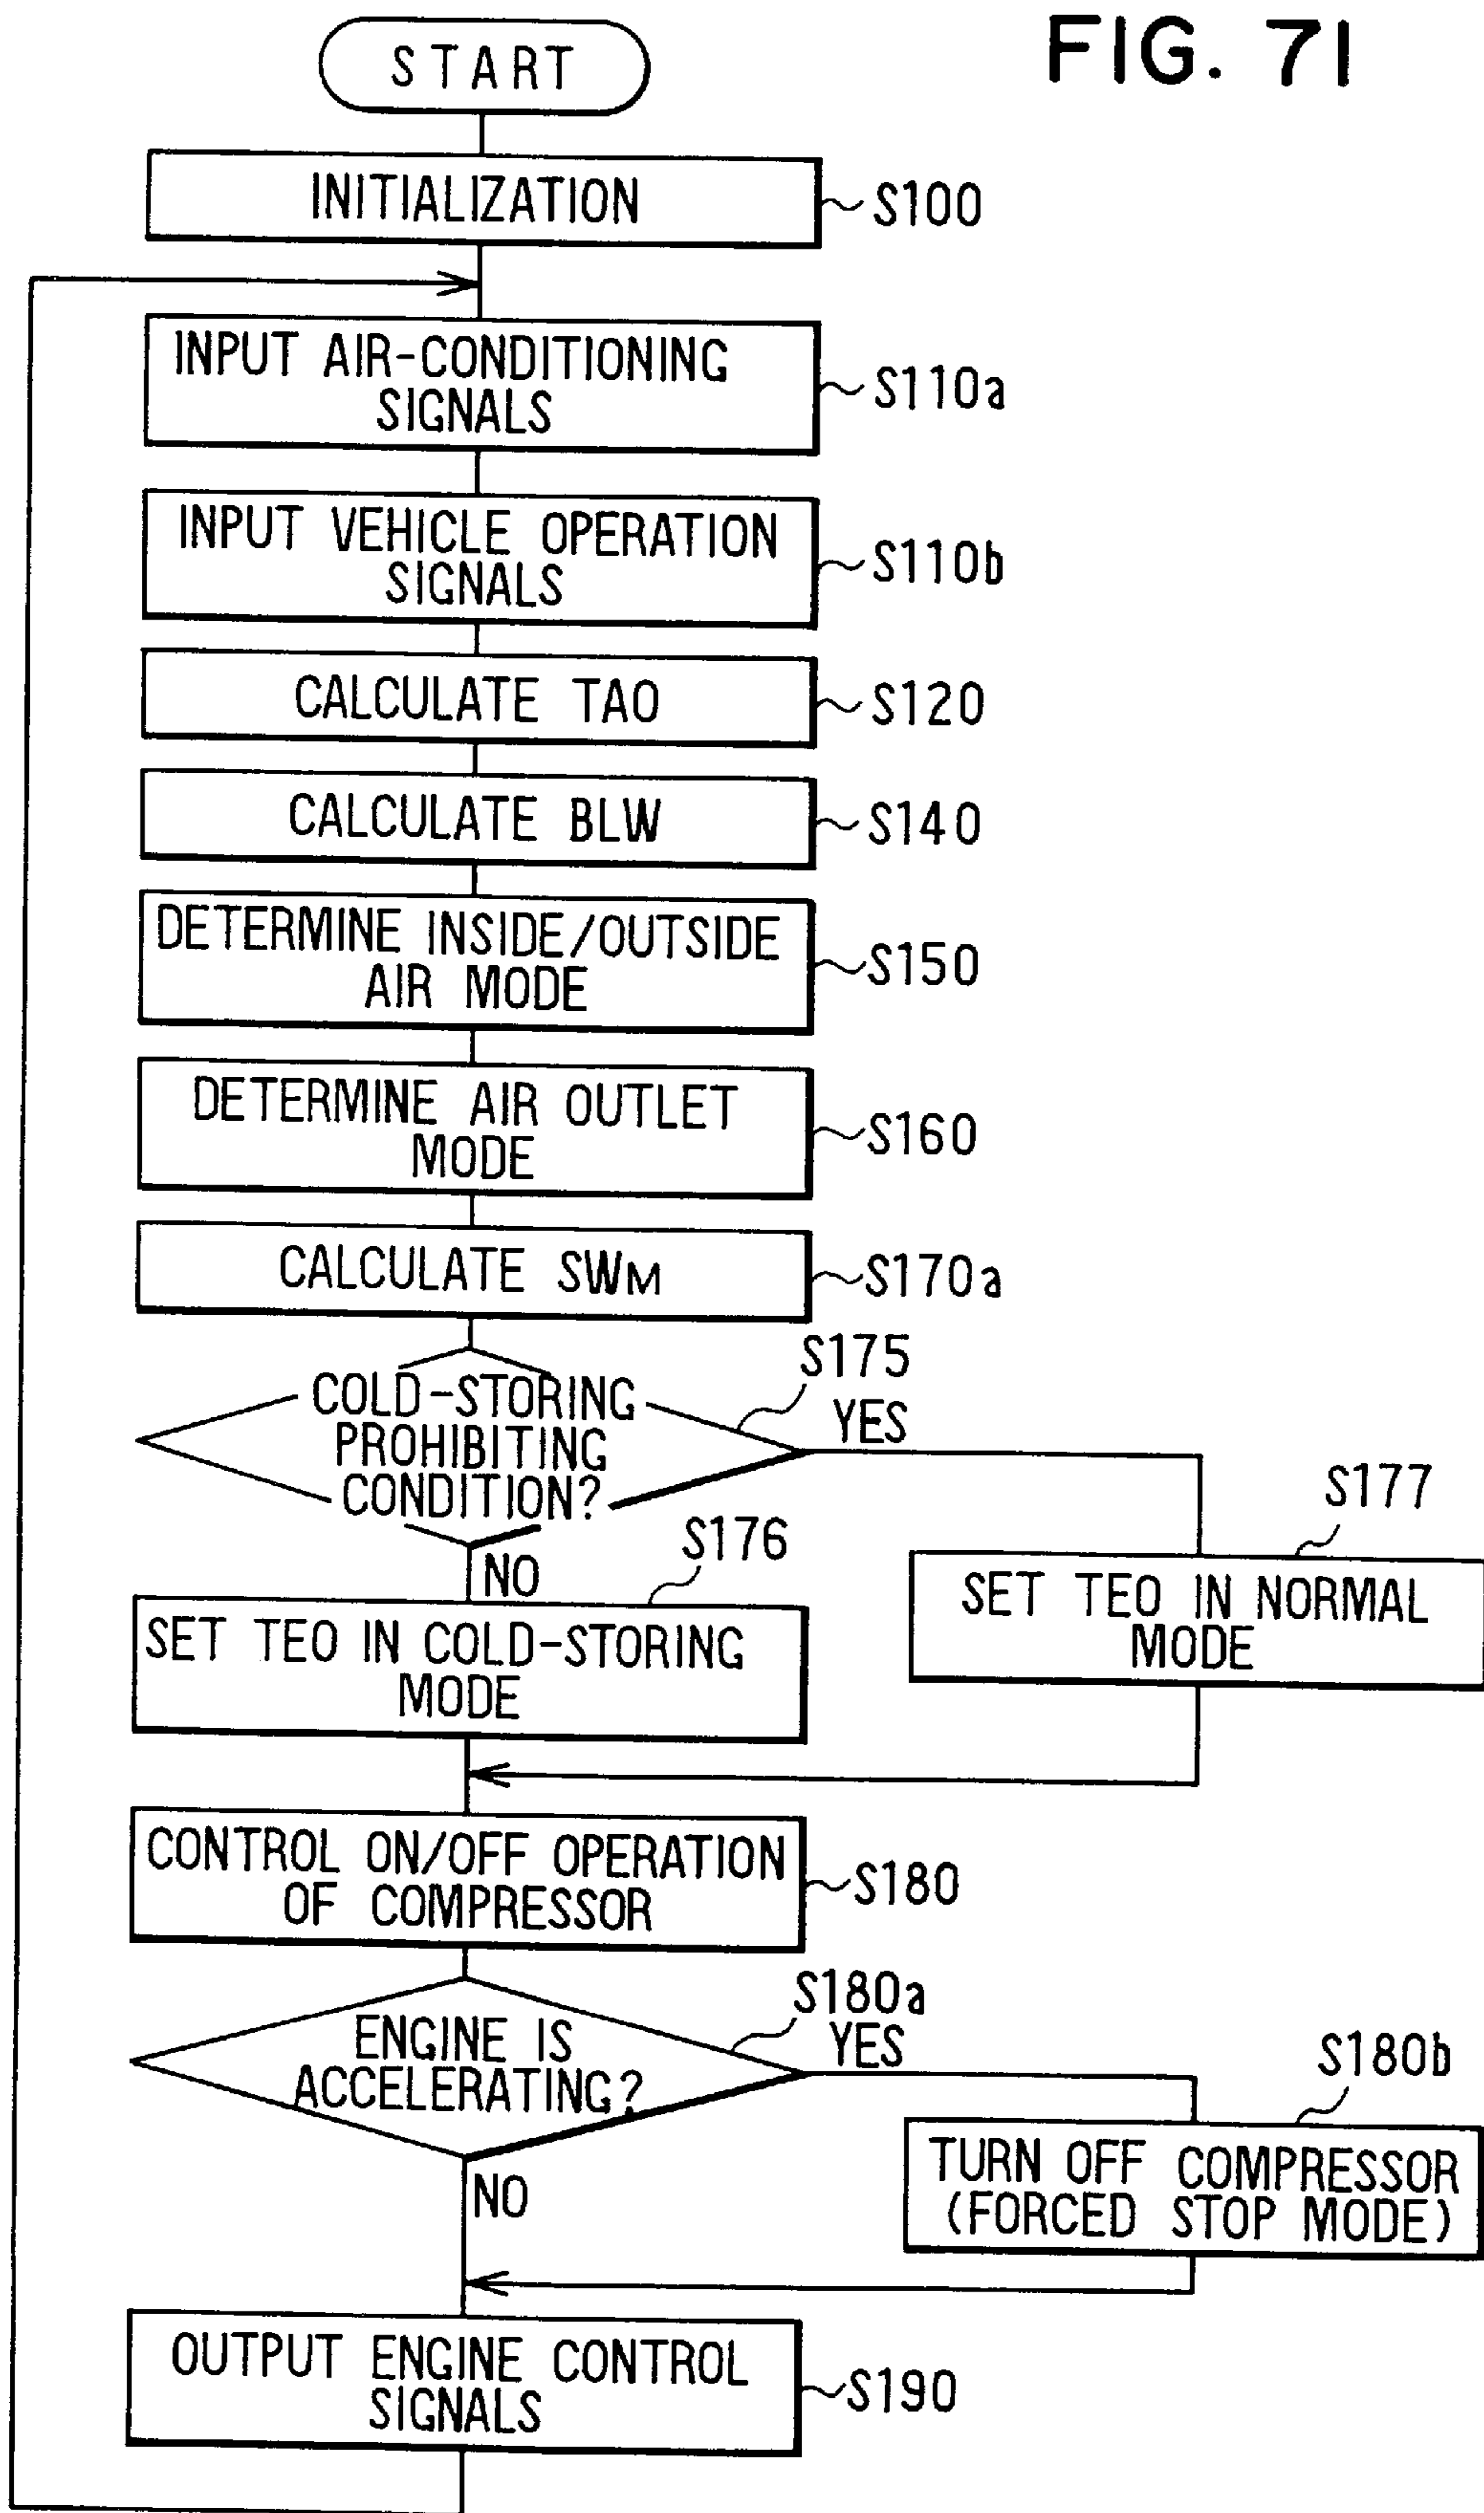 FIG. 71
START
INITIALIZATION
S100
INPUT AIR-CONDITIONING
SIGNALS
S110a
INPUT VEHICLE OPERATION
SIGNALS
S110b
CALCULATE TAO
S120
CALCULATE BLW
S140
DETERMINE INSIDE/OUTSIDE
AIR MODE
S150
DETERMINE AIR OUTLET
MODE
S160
CALCULATE SWM
S170a
COLD-STORING
PROHIBITING
CONDITION?
S175
YES
NO
S176
SET TEO IN COLD-STORING
MODE
S177
SET TEO IN NORMAL
MODE
CONTROL ON/OFF OPERATION
OF COMPRESSOR
S180
ENGINE IS
ACCELERATING?
S180a
YES
NO
S180b
TURN OFF COMPRESSOR
(FORCED STOP MODE)
OUTPUT ENGINE CONTROL
SIGNALS
S190